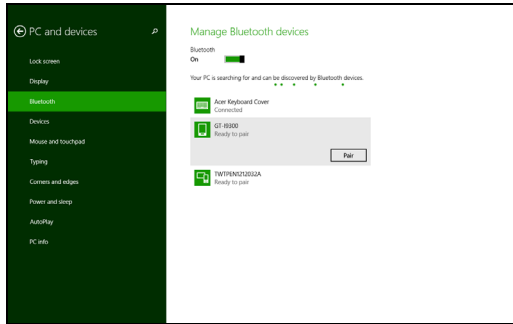 PC and devices
Lock screen
Display
Bluetooth
Devices
Mouse and touchpad
Typing
Corners and edges
Power and sleep
AutoPlay
PC info
Manage Bluetooth devices
Bluetooth
On
Your PC is searching for and can be discovered by Bluetooth devices.
Acer Keyboard Cover
Connected
GT-I9300
Ready to pair
Pair
TWTPEN1212032A
Ready to pair